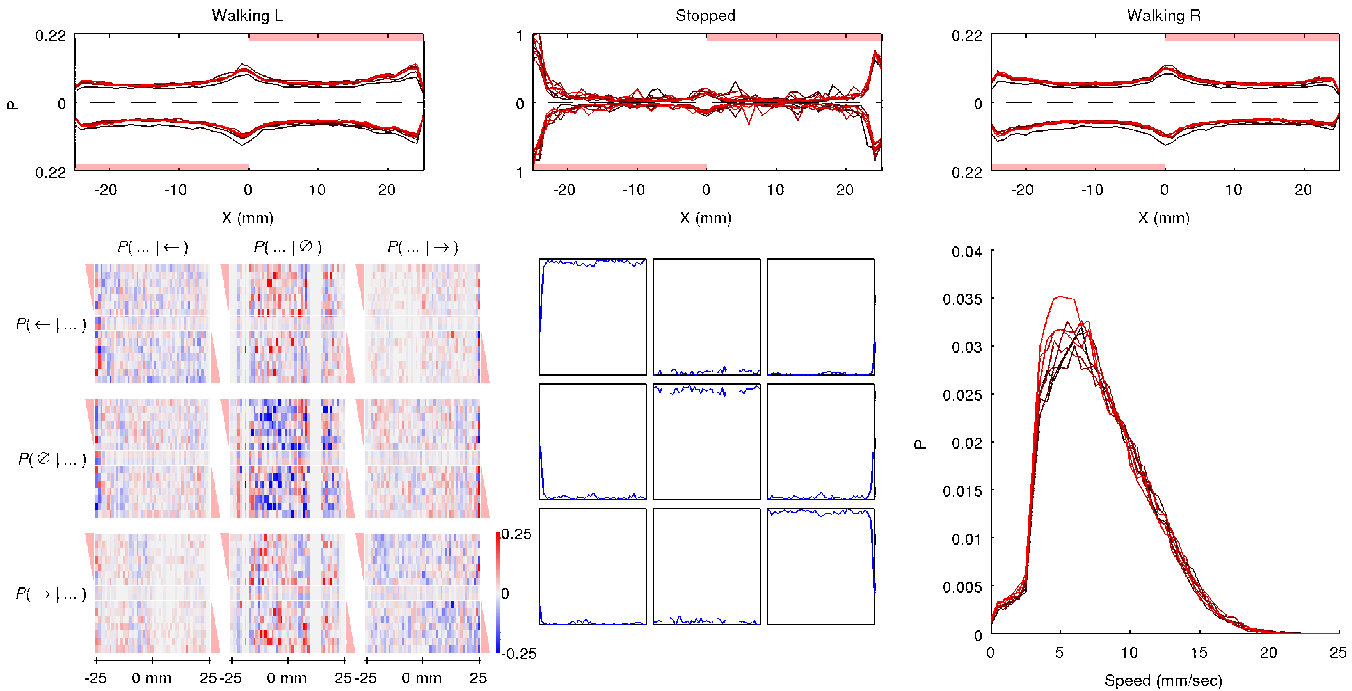 Walking L
Stopped
Walking R
0.22
0
0.22
P
-20
-10
0
10
20
X (mm)
1
0
1
-20
-10
0
10
20
X (mm)
0.22
0
0.22
-20
-10
0
10
20
X (mm)
P( ... | ← )
P( ... | ∅ )
P( ... | → )
P( ← | ... )
P( ∅ | ... )
P( → | ... )
-25
0 mm
25
-25
0 mm
25
-25
0 mm
25
0.25
0
-0.25
0.04
0.035
0.03
0.025
0.02
0.015
0.01
0.005
0
P
0
5
10
15
20
25
Speed (mm/sec)